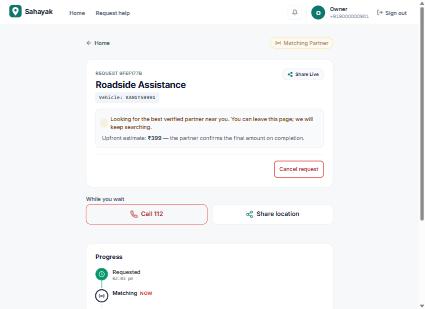 Sahayak
Home
Request help
Owner
Sign out
Home
Matching Partner
Share Live
Roadside Assistance
Looking for the best verified partner near you. You can leave this page; we will
keep searching.
Upfront estimate: ₹399 — the partner confirms the final amount on completion.
Cancel request
While you wait
Call 112
Share location
Progress
Requested
Matching NOW